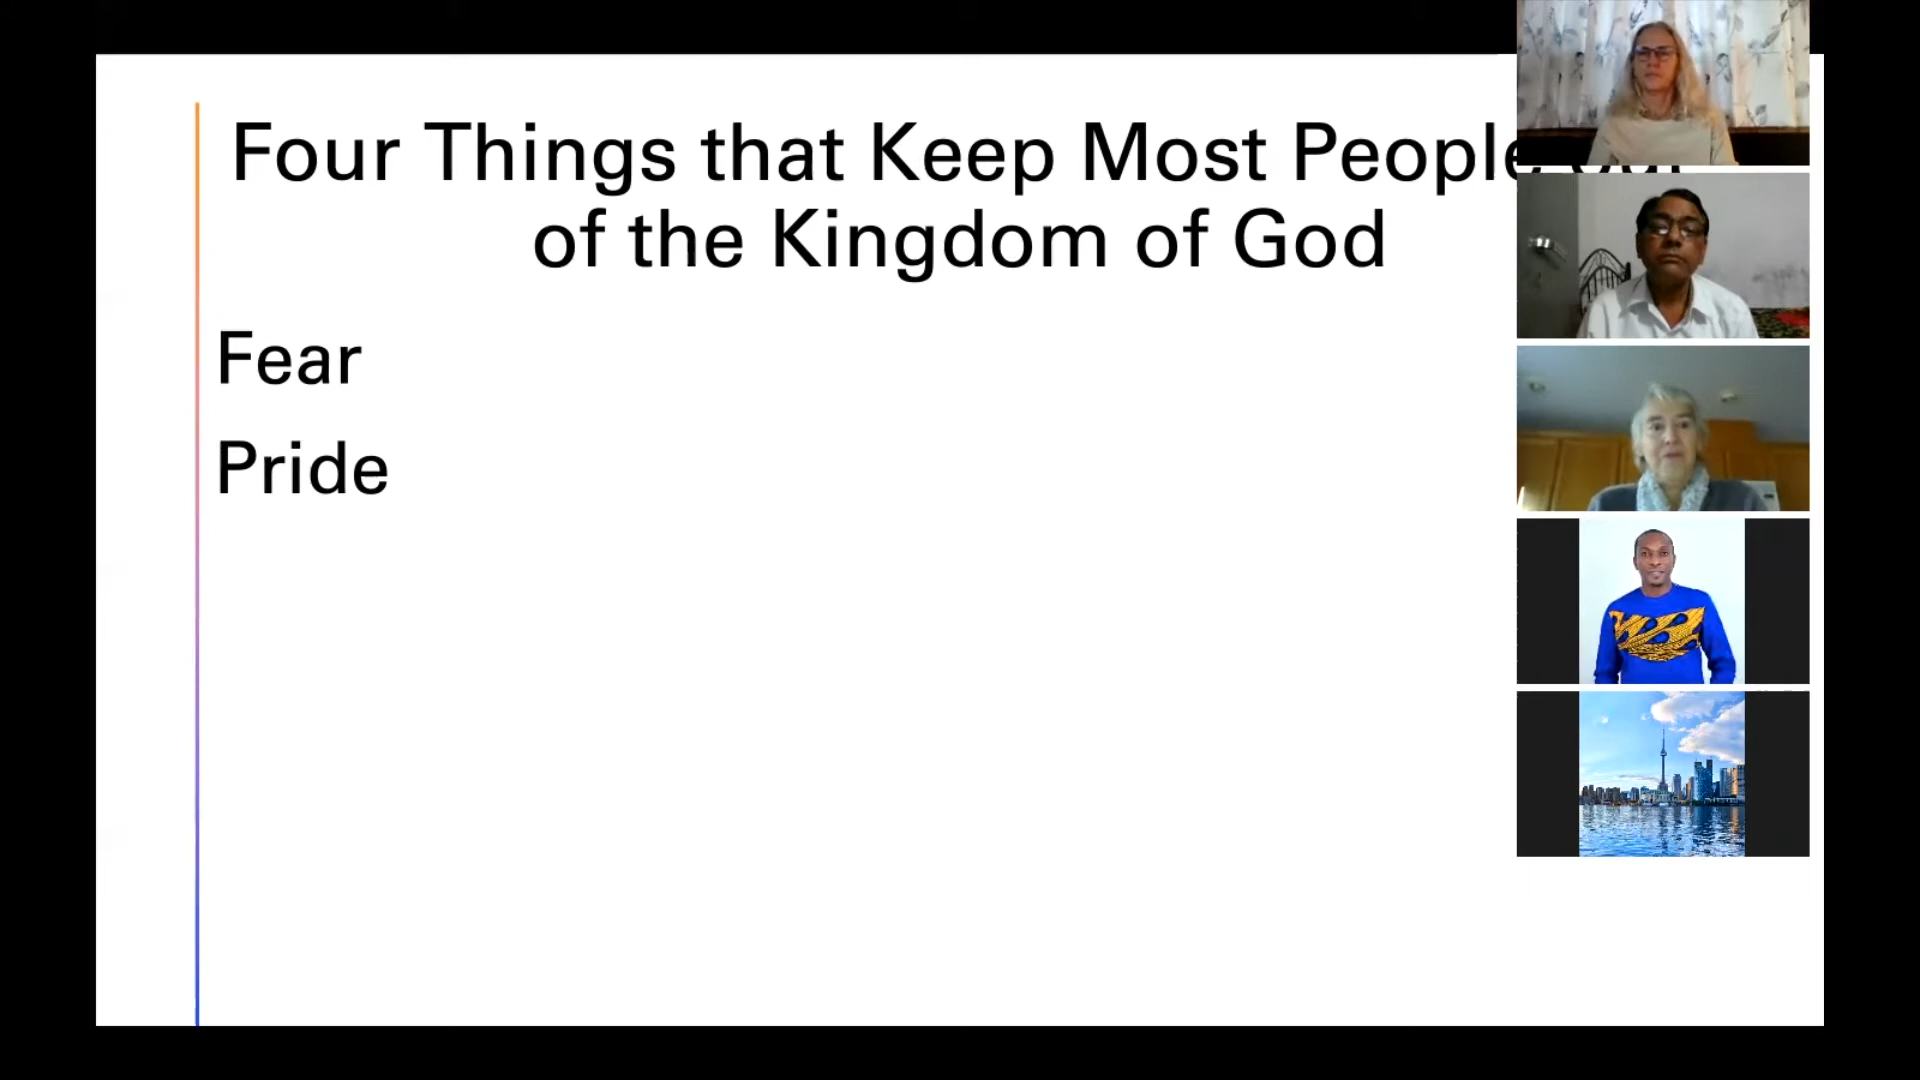 Four Things that Keep Most People
of the Kingdom of God
Fear
Pride